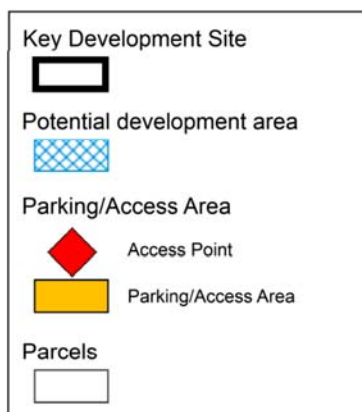 Key Development Site
Potential development area
Parking/Access Area
Access Point
Parking/Access Area
Parcels